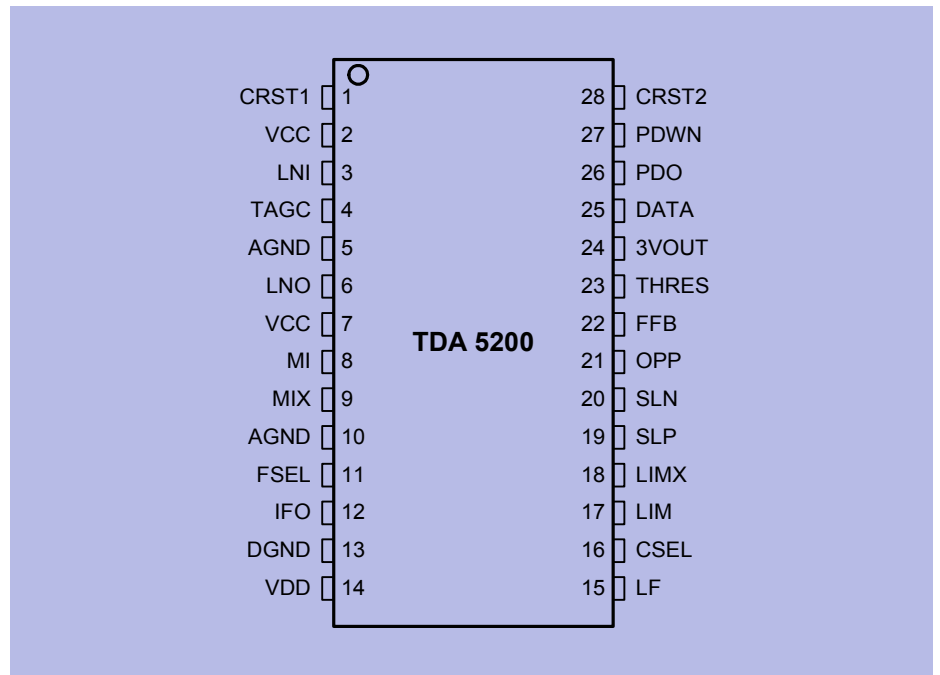 CRST1 1 28 CRST2
VCC 2 27 PDWN
LNI 3 26 PDO
TAGC 4 25 DATA
AGND 5 24 3VOUT
LNO 6 23 THRES
VCC 7 22 FFB
TDA 5200
MI 8 21 OPP
MIX 9 20 SLN
AGND 10 19 SLP
FSEL 11 18 LIMX
IFO 12 17 LIM
DGND 13 16 CSEL
VDD 14 15 LF